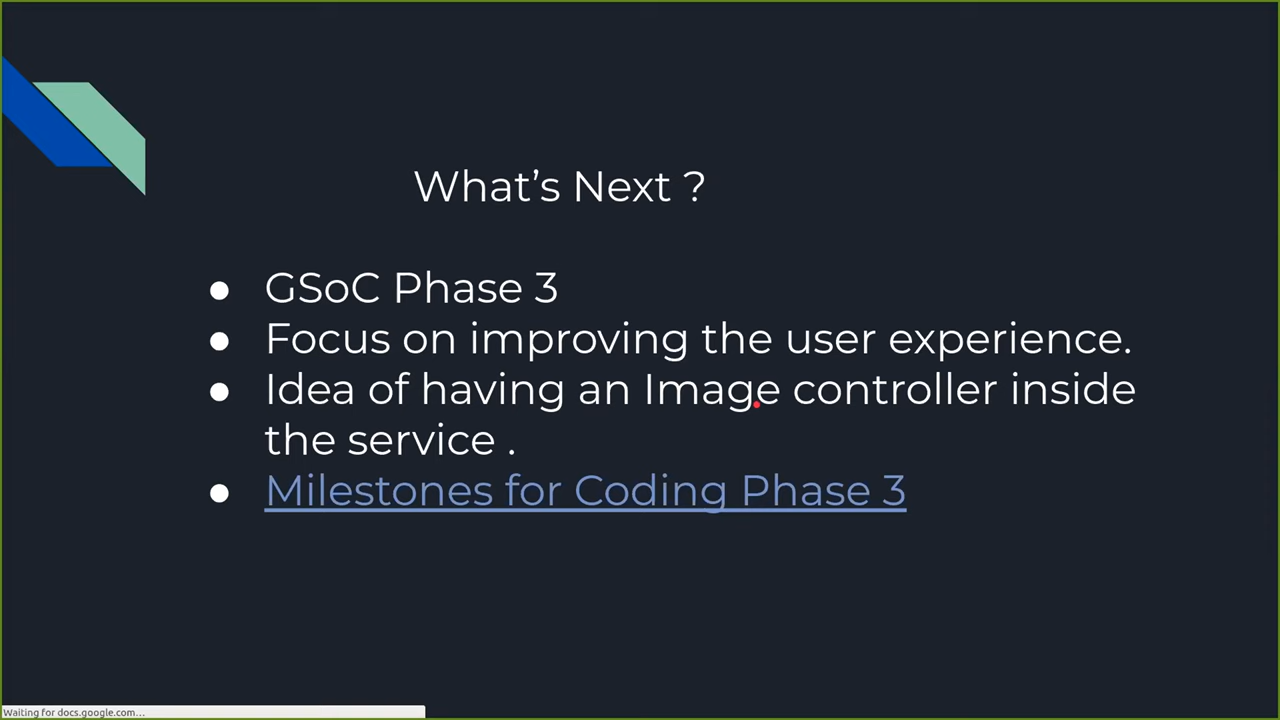 What's Next ?
● GSoC Phase 3
● Focus on improving the user experience.
● Idea of having an Image controller inside
the service .
● Milestones for Coding Phase 3
Waiting for docs.google.com...